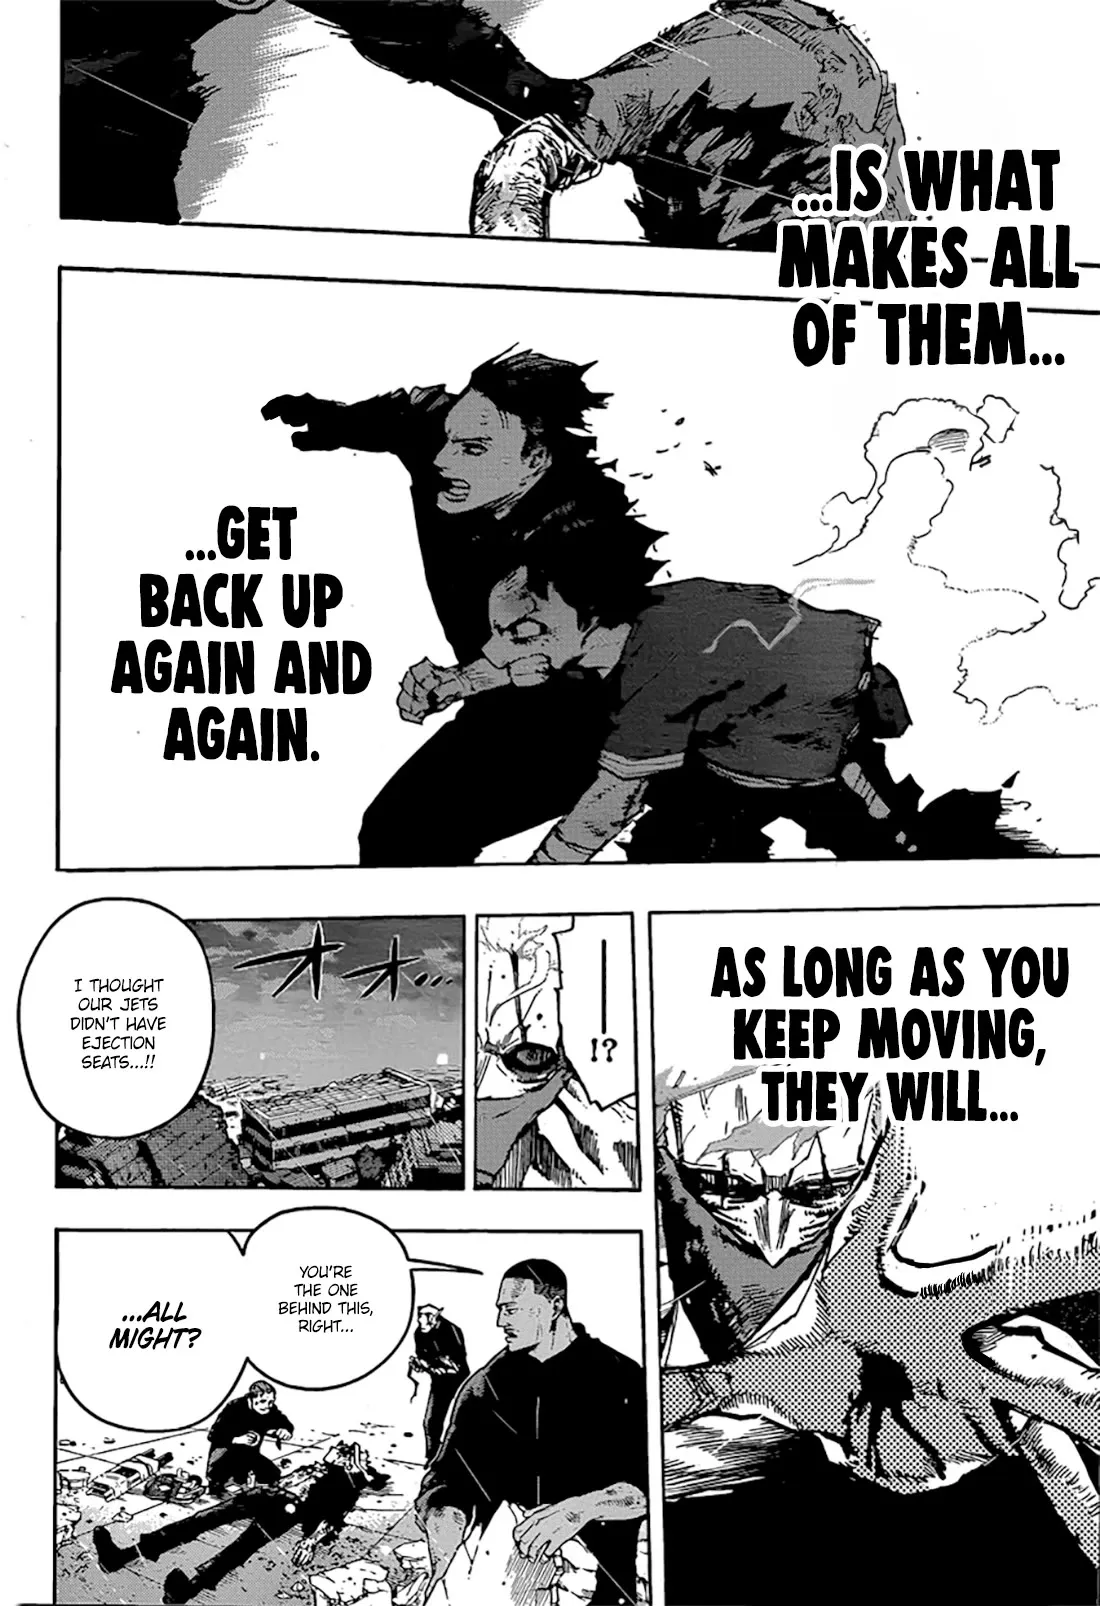 ...IS WHAT
MAKES ALL
OF THEM...
...GET
BACK UP
AGAIN AND
AGAIN.
AS LONG AS YOU
KEEP MOVING,
THEY WILL...
ー!?
オオ...
I THOUGHT
OUR JETS
DIDN'T HAVE
EJECTION
SEATS...!!
YOU'RE
THE ONE
BEHIND THIS,
RIGHT...
...ALL
MIGHT?